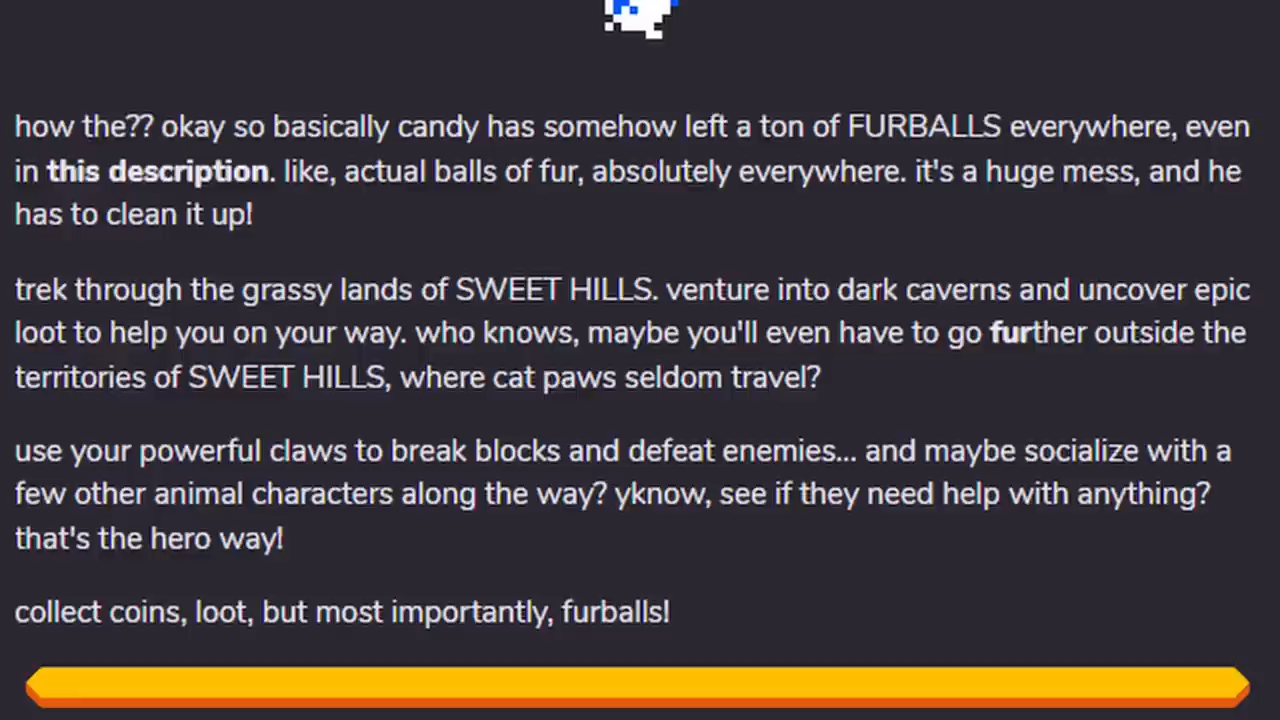 how the?? okay so basically candy has somehow left a ton of FURBALLS everywhere, even
in this description. like, actual balls of fur, absolutely everywhere. it's a huge mess, and he
has to clean it up!
trek through the grassy lands of SWEET HILLS. venture into dark caverns and uncover epic
loot to help you on your way. who knows, maybe you'll even have to go further outside the
territories of SWEET HILLS, where cat paws seldom travel?
use your powerful claws to break blocks and defeat enemies... and maybe socialize with a
few other animal characters along the way? yknow, see if they need help with anything?
that's the hero way!
collect coins, loot, but most importantly, furballs!